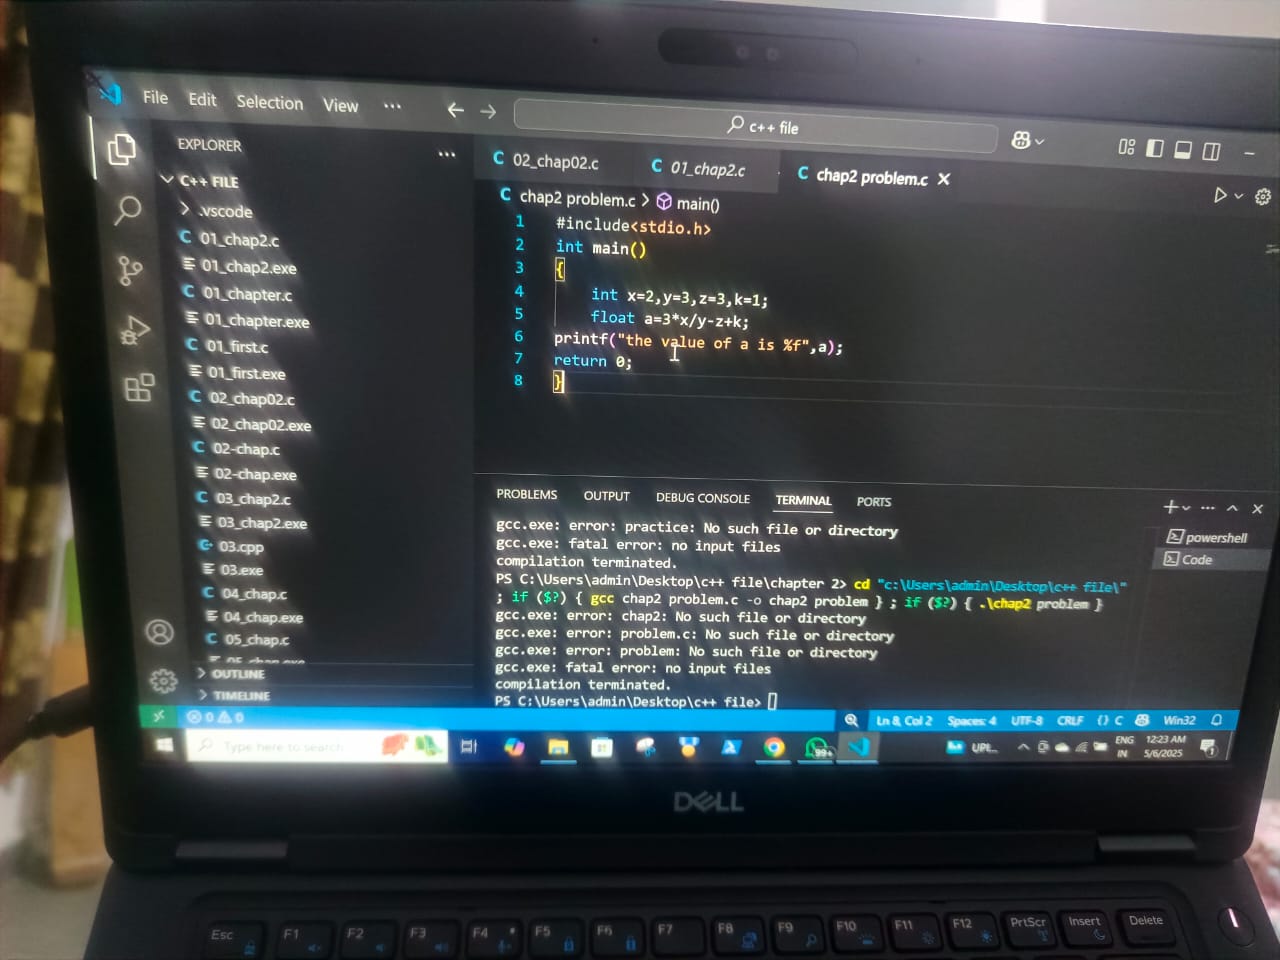 File Edit Selection View ... c++ file
EXPLORER ...
C++ FILE
.vscode
01_chap2.c
01_chap2.exe
01_chapter.c
01_chapter.exe
01_first.c
01_first.exe
02_chap02.c
02_chap02.exe
02-chap.c
02-chap.exe
03_chap2.c
03_chap2.exe
03.cpp
03.exe
04_chap.c
04_chap.exe
05_chap.c
05_chap.exe
OUTLINE
TIMELINE
02_chap02.c 01_chap2.c chap2 problem.c
chap2 problem.c > main()
1 #include<stdio.h>
2 int main()
3 {
4 int x=2,y=3,z=3,k=1;
5 float a=3*x/y-z+k;
6 printf("the value of a is %f",a);
7 return 0;
8 }
PROBLEMS OUTPUT DEBUG CONSOLE TERMINAL PORTS
gcc.exe: error: practice: No such file or directory
gcc.exe: fatal error: no input files
compilation terminated.
PS C:\Users\admin\Desktop\c++ file\chapter 2> cd "c:\Users\admin\Desktop\c++ file\"
; if ($?) { gcc chap2 problem.c -o chap2 problem } ; if ($?) { .\chap2 problem }
gcc.exe: error: chap2: No such file or directory
gcc.exe: error: problem.c: No such file or directory
gcc.exe: error: problem: No such file or directory
gcc.exe: fatal error: no input files
compilation terminated.
PS C:\Users\admin\Desktop\c++ file>
powershell
Code
0 0 Ln 8, Col 2 Spaces: 4 UTF-8 CRLF {} C Win32
Type here to search 99+ UPI... ENG IN 12:23 AM 5/6/2025 1
DELL
Esc F1 F2 F3 F4 F5 F6 F7 F8 F9 F10 F11 F12 PrtScr Insert Delete